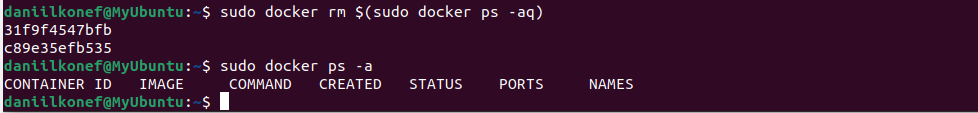 daniilkonef@MyUbuntu:~$ sudo docker rm $(sudo docker ps -aq)
31f9f4547bfb
c89e35efb535
daniilkonef@MyUbuntu:~$ sudo docker ps -a
CONTAINER ID   IMAGE     COMMAND   CREATED   STATUS    PORTS     NAMES
daniilkonef@MyUbuntu:~$